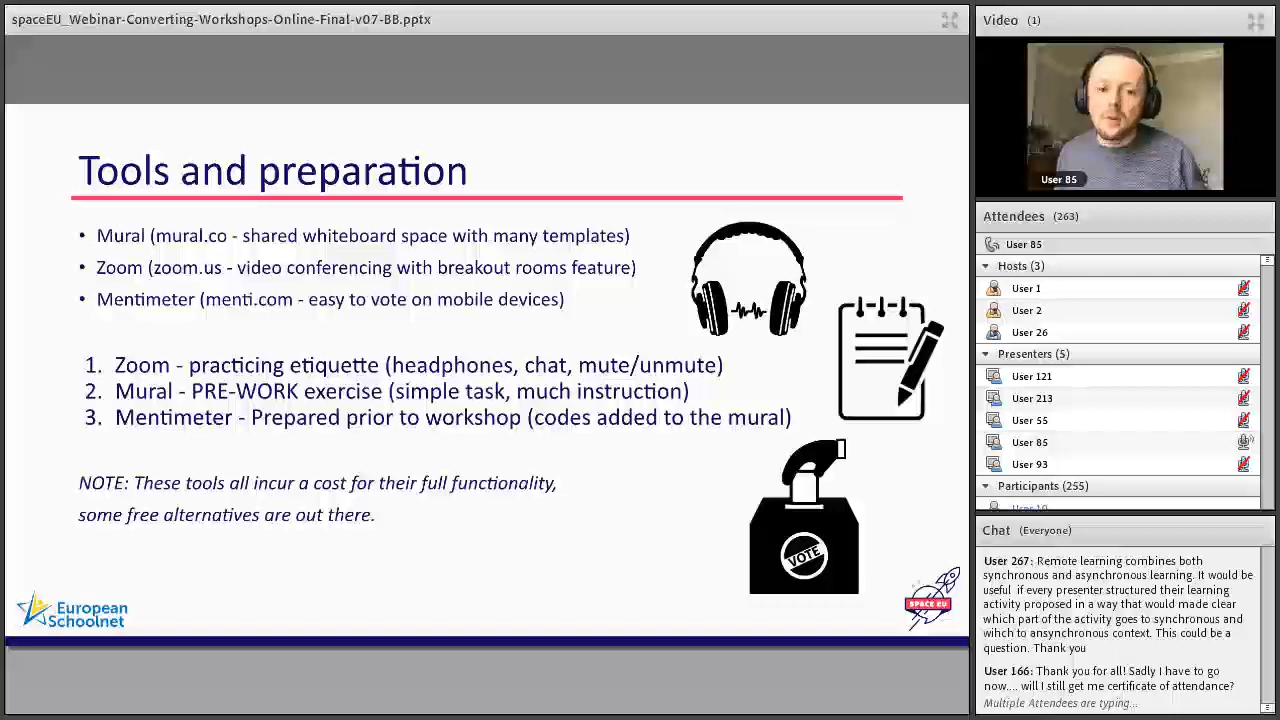 spaceEU_Webinar-Converting-Workshops-Online-Final-v07-BB.pptx
Tools and preparation
• Mural (mural.co - shared whiteboard space with many templates)
• Zoom (zoom.us - video conferencing with breakout rooms feature)
• Mentimeter (menti.com - easy to vote on mobile devices)
1. Zoom - practicing etiquette (headphones, chat, mute/unmute)
2. Mural - PRE-WORK exercise (simple task, much instruction)
3. Mentimeter - Prepared prior to workshop (codes added to the mural)
NOTE: These tools all incur a cost for their full functionality,
some free alternatives are out there.
VOTE
European
Schoolnet
SPACE EU
Video (1)
User 85
Attendees (263)
User 85
Hosts (3)
User 1
User 2
User 26
Presenters (5)
User 121
User 213
User 55
User 85
User 93
Participants (255)
Chat (Everyone)
User 267: Remote learning combines both
synchronous and asynchronous learning. It would be
useful if every presenter structured their learning
activity proposed in a way that would made clear
which part of the activity goes to synchronous and
wihch to ansynchronous context. This could be a
question. Thank you
User 166: Thank you for all! Sadly I have to go
now.... will I still get me certificate of attendance?
Multiple Attendees are typing...